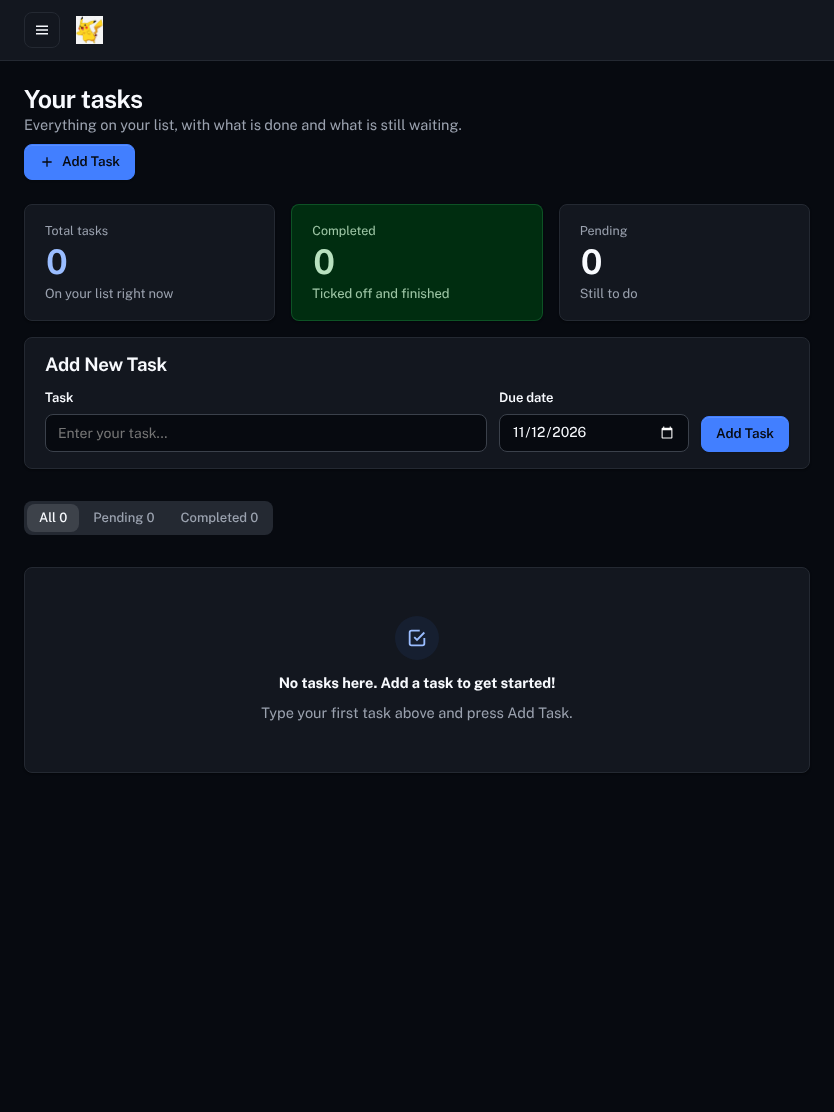 Your tasks
Everything on your list, with what is done and what is still waiting.
Add Task
Total tasks
0
On your list right now
Completed
0
Ticked off and finished
Pending
0
Still to do
Add New Task
Task
Enter your task...
Due date
11/12/2026
Add Task
All 0
Pending 0
Completed 0
No tasks here. Add a task to get started!
Type your first task above and press Add Task.